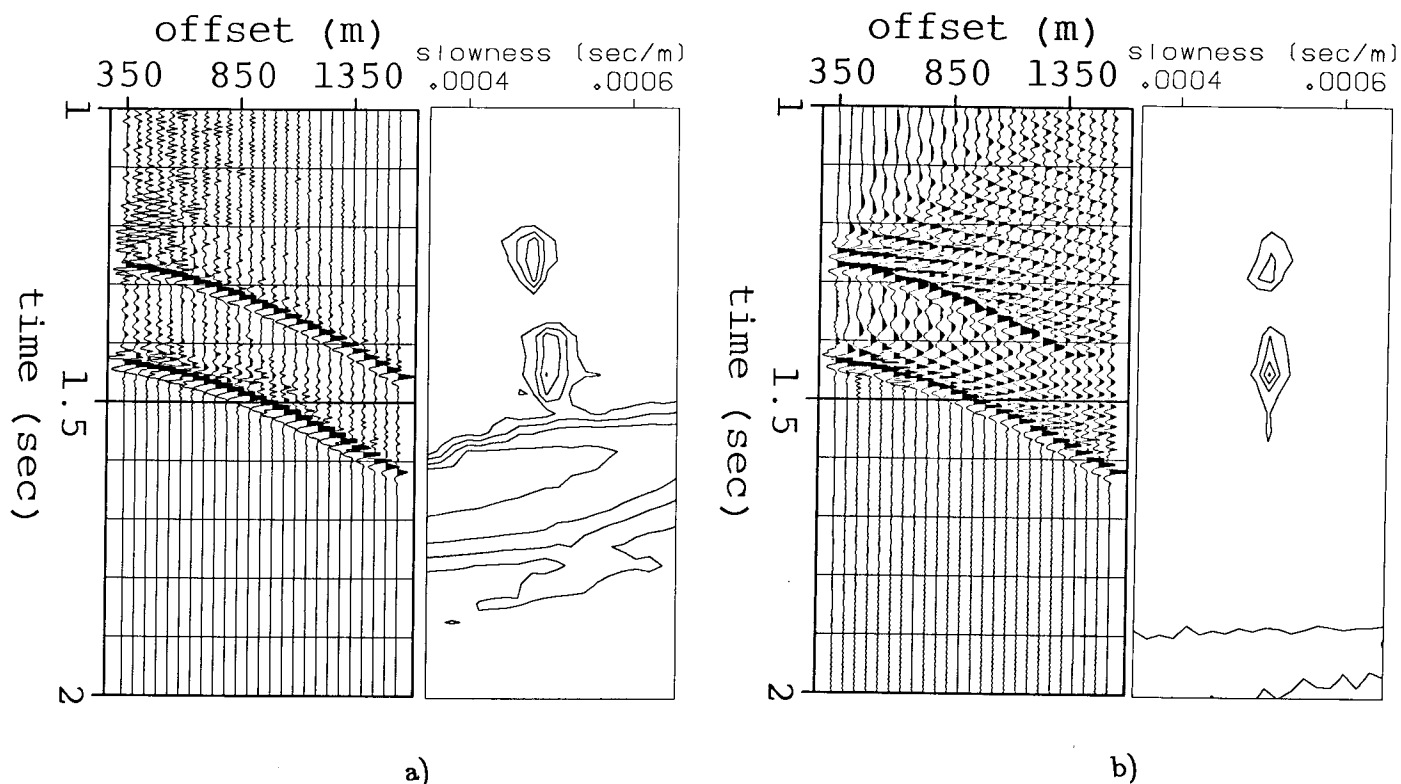 offset (m)
slowness (sec/m)
350 850 1350
.0004 .0006
1
1.5
2
time (sec)
a)
offset (m)
slowness (sec/m)
350 850 1350
.0004 .0006
1
1.5
2
time (sec)
b)